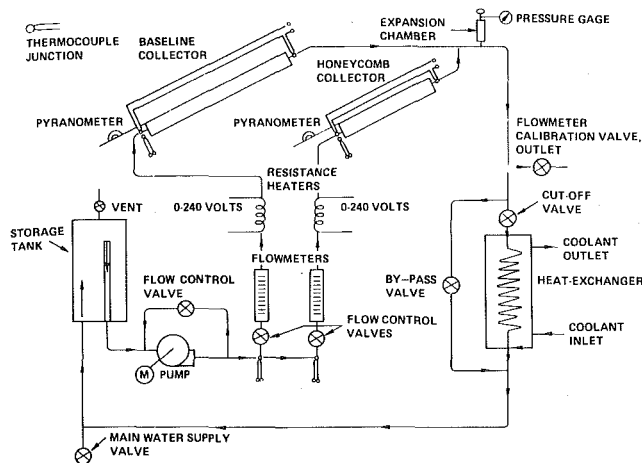 THERMOCOUPLE
JUNCTION
BASELINE
COLLECTOR
EXPANSION
CHAMBER
PRESSURE GAGE
HONEYCOMB
COLLECTOR
PYRANOMETER
PYRANOMETER
FLOWMETER
CALIBRATION VALVE,
OUTLET
RESISTANCE
HEATERS
0-240 VOLTS
0-240 VOLTS
VENT
STORAGE
TANK
CUT-OFF
VALVE
COOLANT
OUTLET
FLOWMETERS
FLOW CONTROL
VALVE
BY-PASS
VALVE
HEAT-EXCHANGER
FLOW CONTROL
VALVES
COOLANT
INLET
M
PUMP
MAIN WATER SUPPLY
VALVE